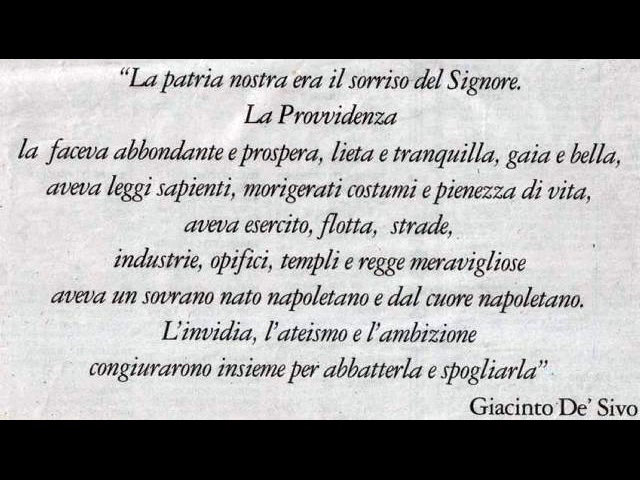 “La patria nostra era il sorriso del Signore.
La Provvidenza
la faceva abbondante e prospera, lieta e tranquilla, gaia e bella,
aveva leggi sapienti, morigerati costumi e pienezza di vita,
aveva esercito, flotta, strade,
industrie, opifici, templi e regge meravigliose
aveva un sovrano nato napoletano e dal cuore napoletano.
L’invidia, l’ateismo e l’ambizione
congiurarono insieme per abbatterla e spogliarla”
Giacinto De’ Sivo